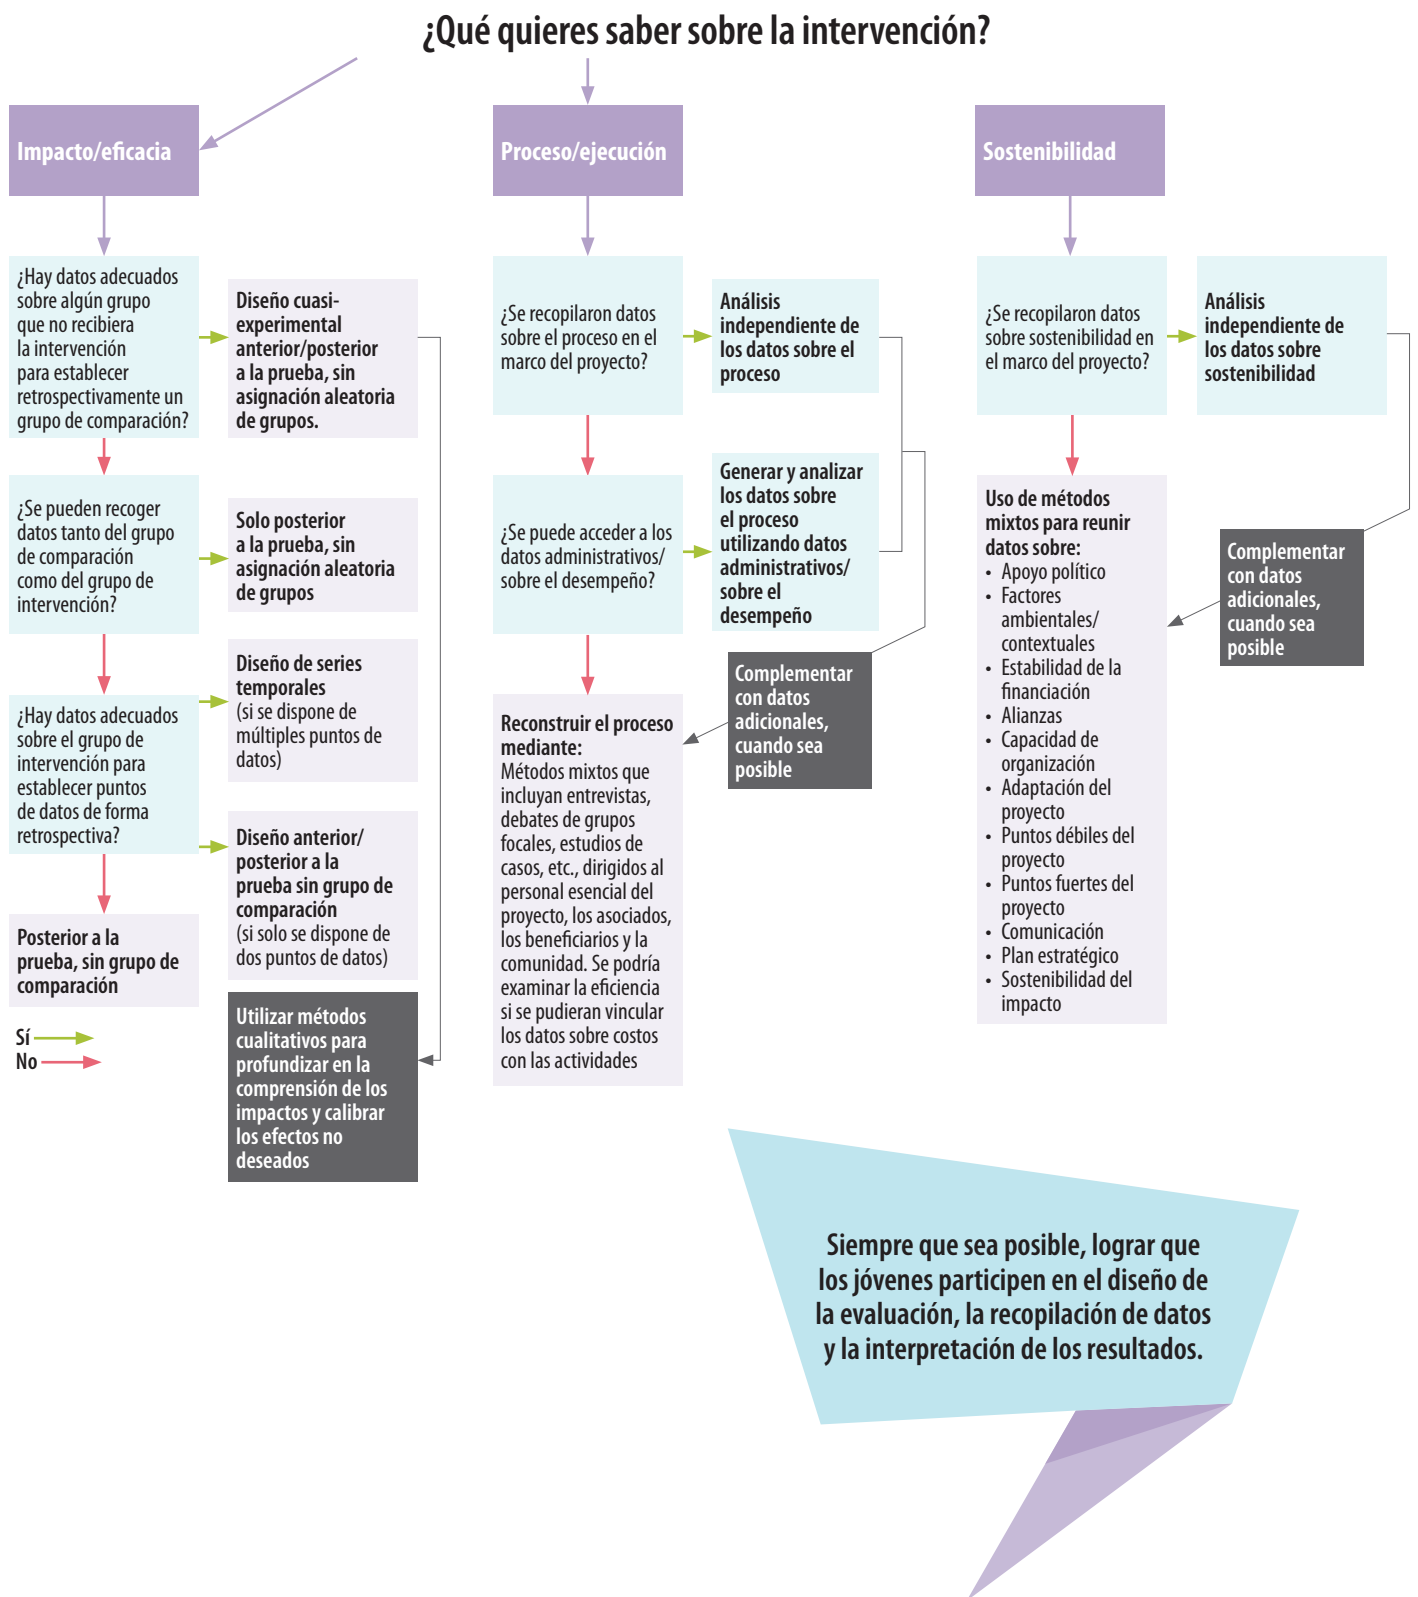 ¿Qué quieres saber sobre la intervención?
Impacto/eficacia
¿Hay datos adecuados
sobre algún grupo
que no recibiera
la intervención
para establecer
retrospectivamente un
grupo de comparación?
Diseño cuasi-
experimental
anterior/posterior
a la prueba, sin
asignación aleatoria
de grupos.
¿Se pueden recoger
datos tanto del grupo
de comparación
como del grupo de
intervención?
Solo posterior
a la prueba, sin
asignación aleatoria
de grupos
¿Hay datos adecuados
sobre el grupo de
intervención para
establecer puntos
de datos de forma
retrospectiva?
Diseño de series
temporales
(si se dispone de
múltiples puntos de
datos)
Diseño anterior/
posterior a la
prueba sin grupo de
comparación
(si solo se dispone de
dos puntos de datos)
Posterior a la
prueba, sin grupo de
comparación
Utilizar métodos
cualitativos para
profundizar en la
comprensión de los
impactos y calibrar
los efectos no
deseados
Sí
No
Proceso/ejecución
¿Se recopilaron datos
sobre el proceso en el
marco del proyecto?
Análisis
independiente de
los datos sobre el
proceso
¿Se puede acceder a los
datos administrativos/
sobre el desempeño?
Generar y analizar
los datos sobre
el proceso
utilizando datos
administrativos/
sobre el
desempeño
Complementar
con datos
adicionales,
cuando sea
posible
Reconstruir el proceso
mediante:
Métodos mixtos que
incluyan entrevistas,
debates de grupos
focales, estudios de
casos, etc., dirigidos al
personal esencial del
proyecto, los asociados,
los beneficiarios y la
comunidad. Se podría
examinar la eficiencia
si se pudieran vincular
los datos sobre costos
con las actividades
Sostenibilidad
¿Se recopilaron datos
sobre sostenibilidad en
el marco del proyecto?
Análisis
independiente de
los datos sobre
sostenibilidad
Uso de métodos
mixtos para reunir
datos sobre:
• Apoyo político
• Factores
ambientales/
contextuales
• Estabilidad de la
financiación
• Alianzas
• Capacidad de
organización
• Adaptación del
proyecto
• Puntos débiles del
proyecto
• Puntos fuertes del
proyecto
• Comunicación
• Plan estratégico
• Sostenibilidad del
impacto
Complementar
con datos
adicionales,
cuando sea
posible
Siempre que sea posible, lograr que
los jóvenes participen en el diseño de
la evaluación, la recopilación de datos
y la interpretación de los resultados.